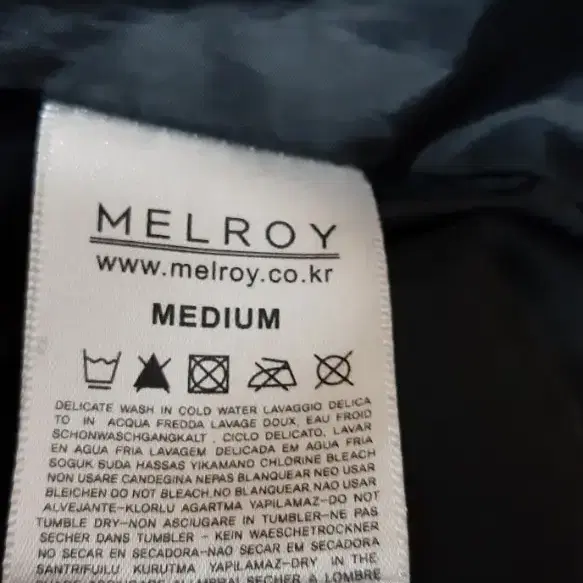 MELROY
www.melroy.co.kr
MEDIUM
DELICATE WASH IN COLD WATER LAVAGGIO DELICA
TO IN ACQUA FREDDA LAVAGE DOUX, EAU FROID
SCHONWASCHGANGKALT . CICLO DELICATO, LAVAR
EN AGUA FRIA LAVAGEM DELICADA EM AGUA FRIA
SOGUK SUDA HASSAS YIKAMANO CHLORINE BLEACH
NON USARE CANDEGINA NEPAS BLANQUEAR NEO USAR
BLEICHEN DO NOT BLEACH.NO BLANQUEAR.NAO USAR
ALVEJANTE-KLORLU AGARTMA YAPILAMAZ-DO NOT
TUMBLE DRY-NON ASCIUGARE IN TUMBLER-NE PAS
SECHER DANS TUMBLER - KEIN WAESCHETROCKNER
NO SECAR EN SECADORA-NAO SECAR EM SECADORA
SANTRIFUILU KURUTMA YAPILAMAZ-DRY IN THE
A LOMBRE